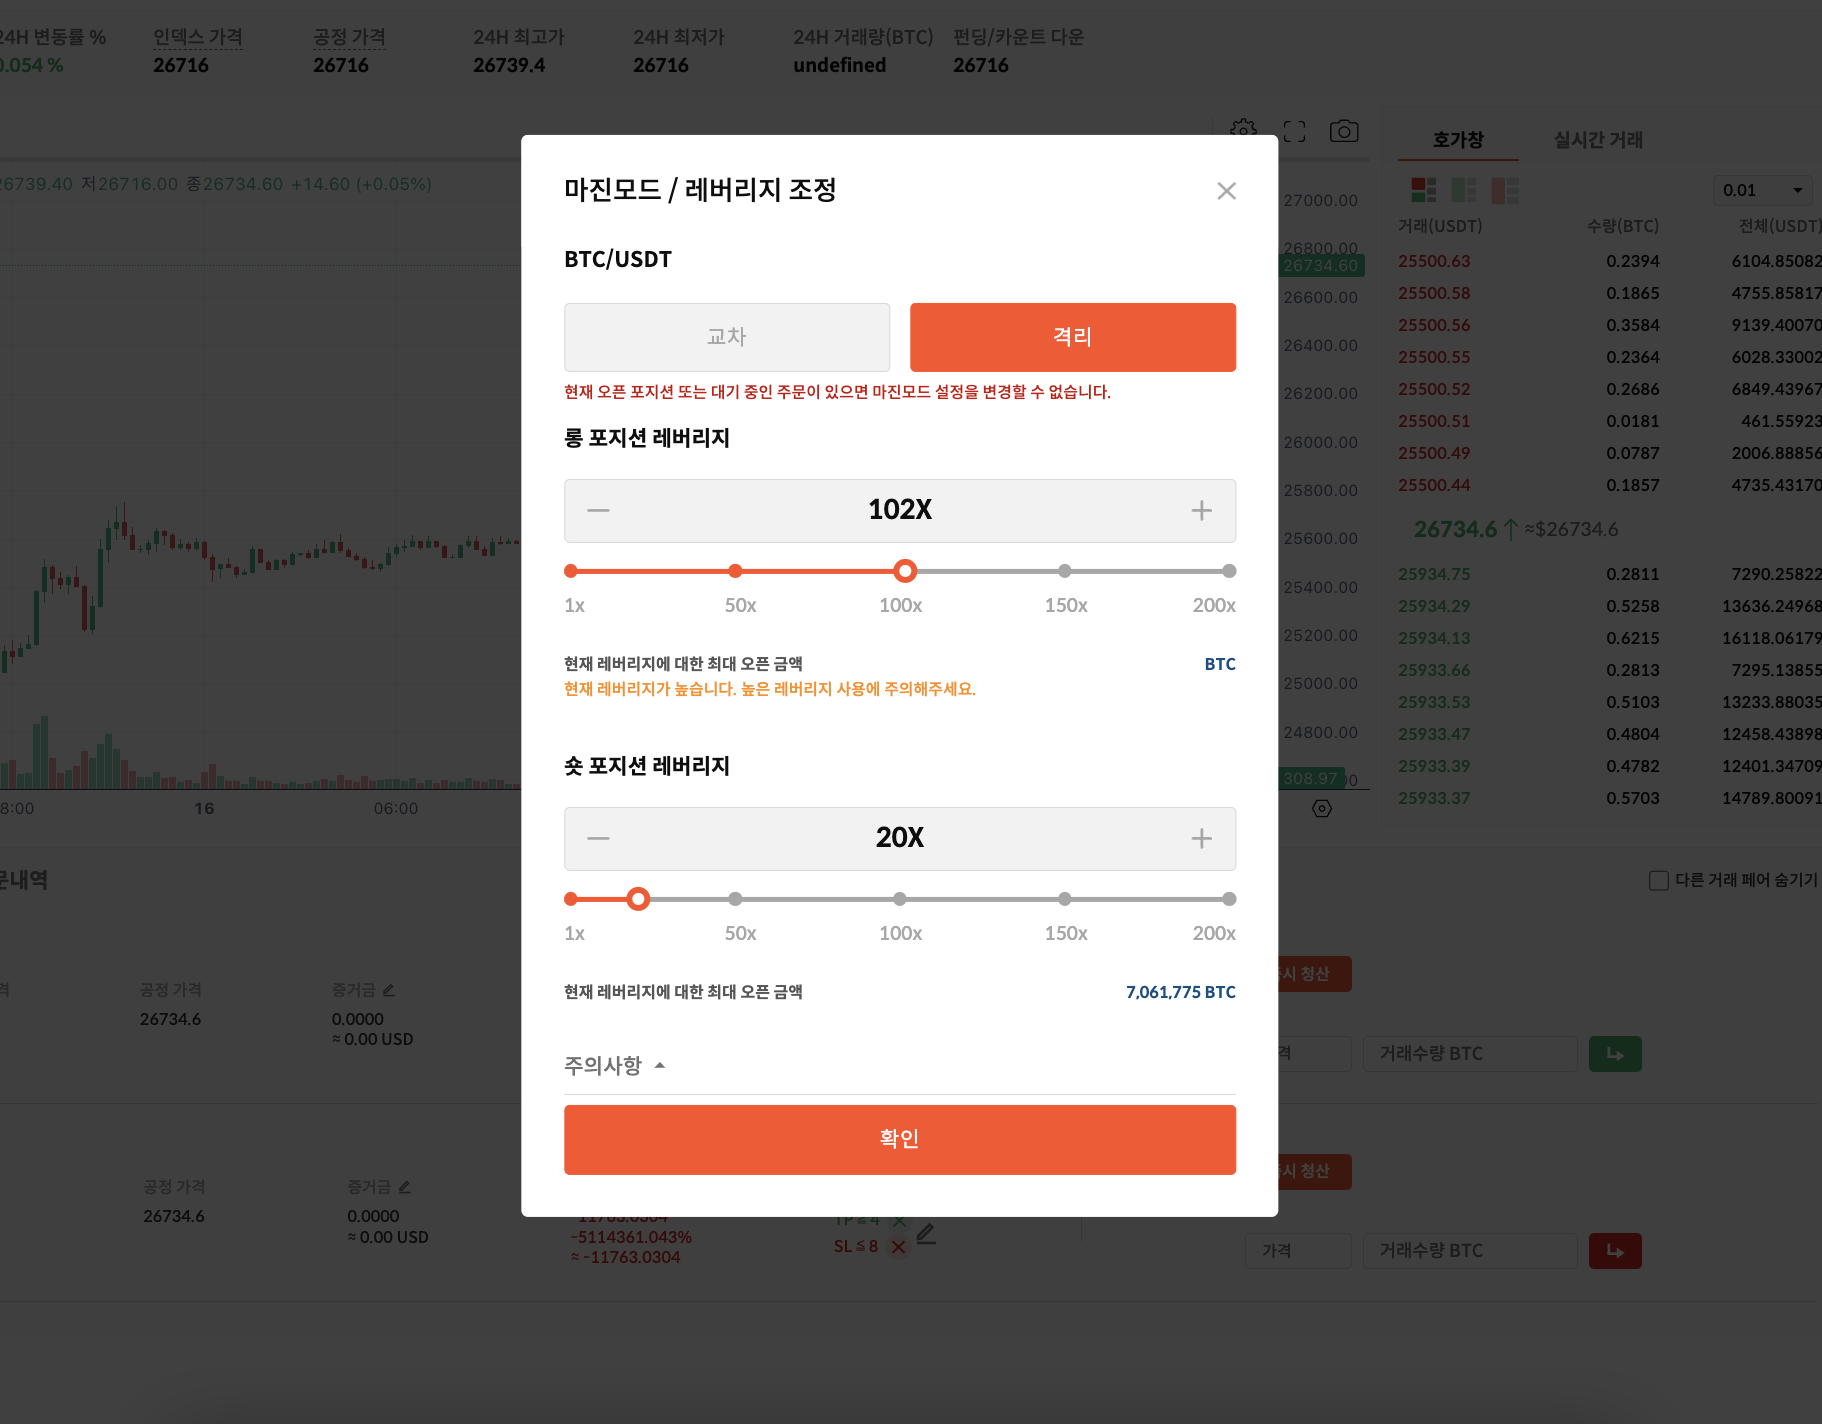 24H 변동률 %
인덱스 가격
공정 가격
24H 최고가
24H 최저가
24H 거래량(BTC)
펀딩/카운트 다운
0.054 %
26716
26716
26739.4
26716
undefined
26716
26739.40 저26716.00 종26734.60 +14.60 (+0.05%)
27000.00
26800.00
26734.60
26600.00
26400.00
26200.00
26000.00
25800.00
25600.00
25400.00
25200.00
25000.00
24800.00
308.97
8:00
16
06:00
호가창
실시간 거래
0.01
거래(USDT) 수량(BTC) 전체(USDT)
25500.63 0.2394 6104.85082
25500.58 0.1865 4755.85817
25500.56 0.3584 9139.40070
25500.55 0.2364 6028.33002
25500.52 0.2686 6849.43967
25500.51 0.0181 461.55923
25500.49 0.0787 2006.88856
25500.44 0.1857 4735.43170
26734.6 ↑ ≈$26734.6
25934.75 0.2811 7290.25822
25934.29 0.5258 13636.24968
25934.13 0.6215 16118.06179
25933.66 0.2813 7295.13855
25933.53 0.5103 13233.88035
25933.47 0.4804 12458.43898
25933.39 0.4782 12401.34709
25933.37 0.5703 14789.80091
마진모드 / 레버리지 조정
BTC/USDT
교차
격리
현재 오픈 포지션 또는 대기 중인 주문이 있으면 마진모드 설정을 변경할 수 없습니다.
롱 포지션 레버리지
102X
1x 50x 100x 150x 200x
현재 레버리지에 대한 최대 오픈 금액 BTC
현재 레버리지가 높습니다. 높은 레버리지 사용에 주의해주세요.
숏 포지션 레버리지
20X
1x 50x 100x 150x 200x
현재 레버리지에 대한 최대 오픈 금액 7,061,775 BTC
주의사항
확인
문내역
다른 거래 페어 숨기기
격
공정 가격
26734.6
증거금
0.0000
≈ 0.00 USD
시 청산
격
거래수량 BTC
공정 가격
26734.6
증거금
0.0000
≈ 0.00 USD
-11763.0304
-5114361.043%
≈ -11763.0304
TP ≧ 4
SL ≦ 8
시 청산
가격
거래수량 BTC